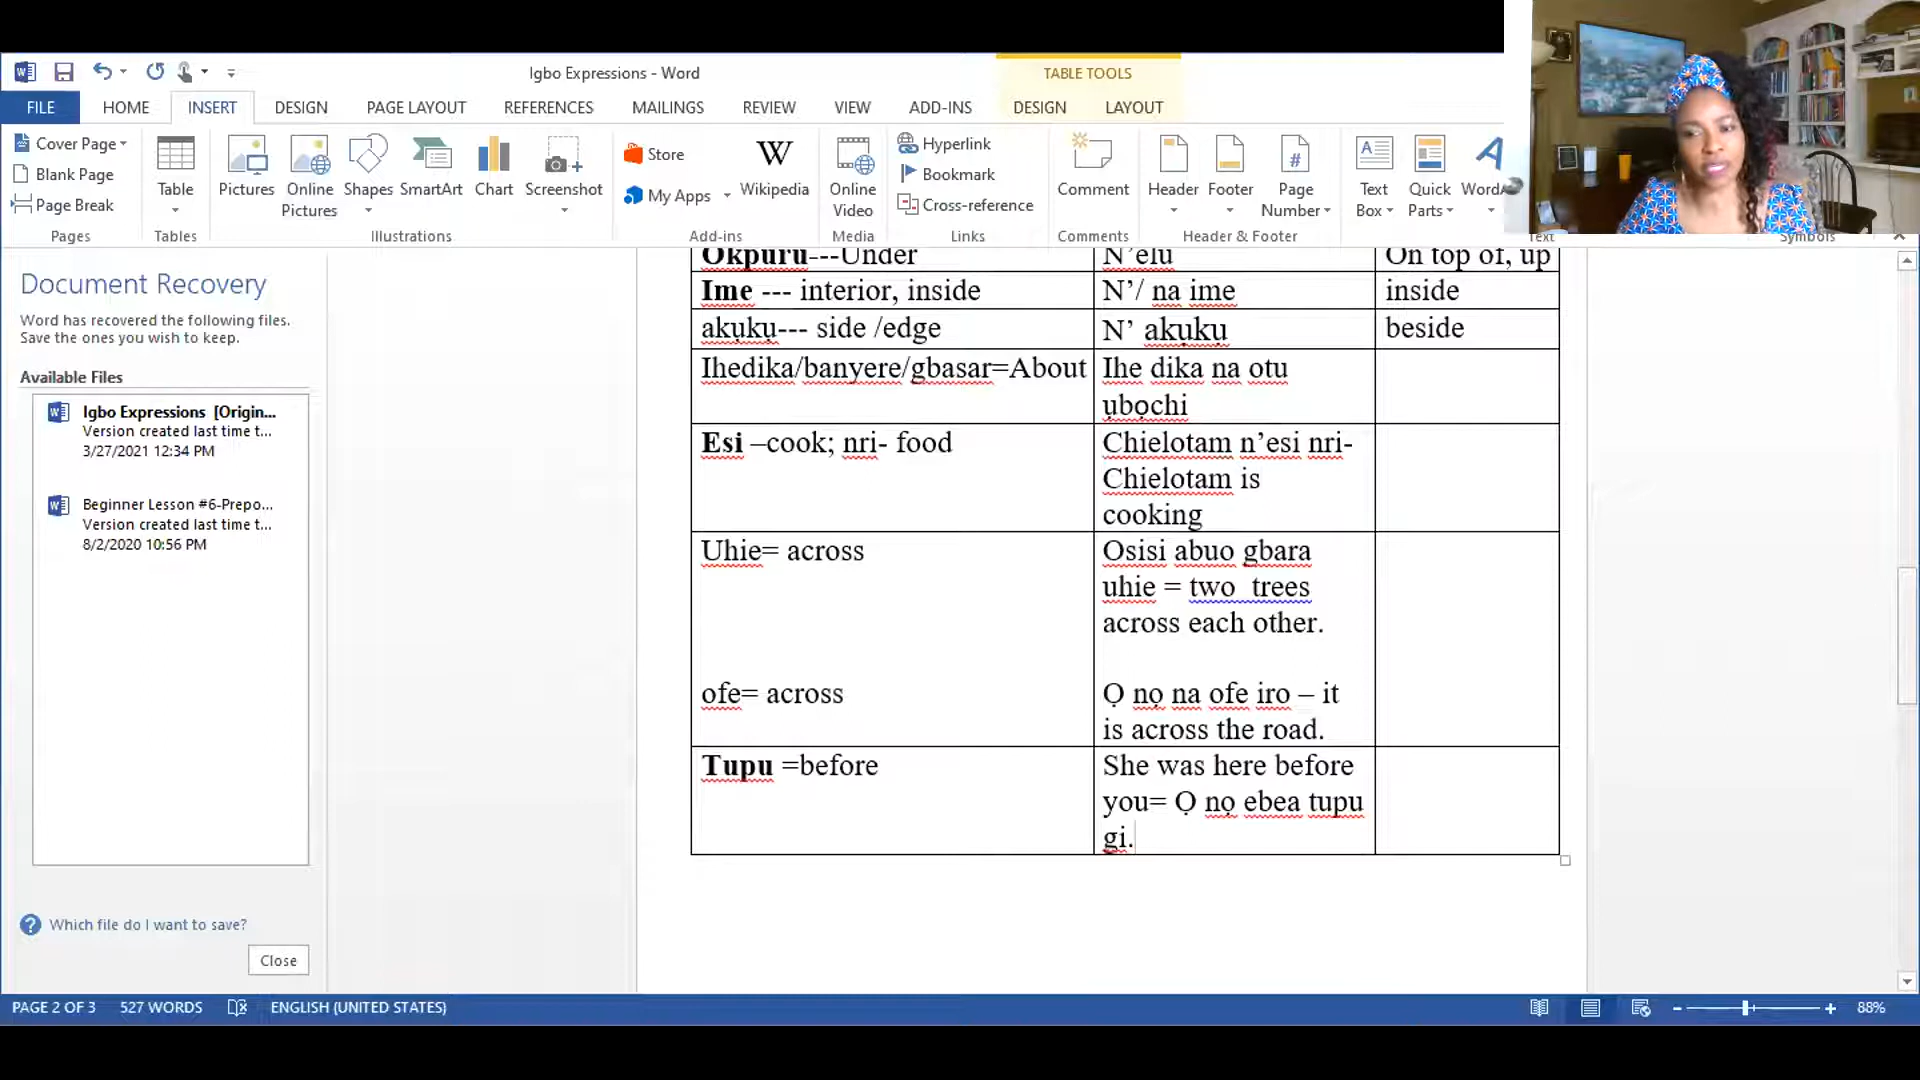 Igbo Expressions - Word
TABLE TOOLS
FILE HOME INSERT DESIGN PAGE LAYOUT REFERENCES MAILINGS REVIEW VIEW ADD-INS DESIGN LAYOUT
Cover Page
Blank Page
Page Break
Pages
Table
Tables
Pictures
Online Pictures
Shapes
SmartArt
Chart
Screenshot
Illustrations
Store
My Apps
W
Wikipedia
Add-ins
Online Video
Media
Hyperlink
Bookmark
Cross-reference
Links
Comment
Comments
Header
Footer
#
Page Number
Header & Footer
A
Text Box
Quick Parts
A
Text
Symbols
Document Recovery
Word has recovered the following files.
Save the ones you wish to keep.
Available Files
Igbo Expressions [Origin...
Version created last time t...
3/27/2021 12:34 PM
Beginner Lesson #6-Prepo...
Version created last time t...
8/2/2020 10:56 PM
? Which file do I want to save?
Close
Okpuru---Under
N'elu
On top of, up
Ime --- interior, inside
N'/ na ime
inside
akụkụ--- side /edge
N' akụkụ
beside
Ihedika/banyere/gbasar=About
Ihe dika na otu
ụbọchi
Esi –cook; nri- food
Chielotam n'esi nri-
Chielotam is
cooking
Uhie= across
Osisi abuo gbara
uhie = two trees
across each other.
ofe= across
Ọ nọ na ofe iro – it
is across the road.
Tupu =before
She was here before
you= Ọ nọ ebea tupu
gi.
PAGE 2 OF 3 527 WORDS ENGLISH (UNITED STATES) 88%